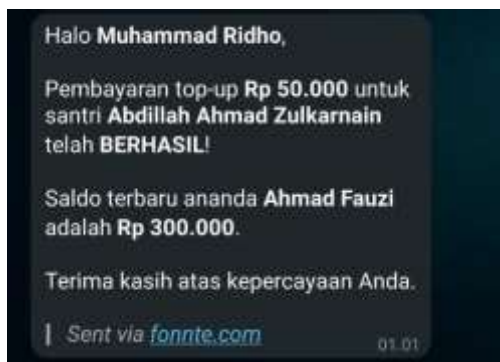 Halo Muhammad Ridho,
Pembayaran top-up Rp 50.000 untuk
santri Abdillah Ahmad Zulkarnain
telah BERHASIL!
Saldo terbaru ananda Ahmad Fauzi
adalah Rp 300.000.
Terima kasih atas kepercayaan Anda.
Sent via fonnte.com
01.01